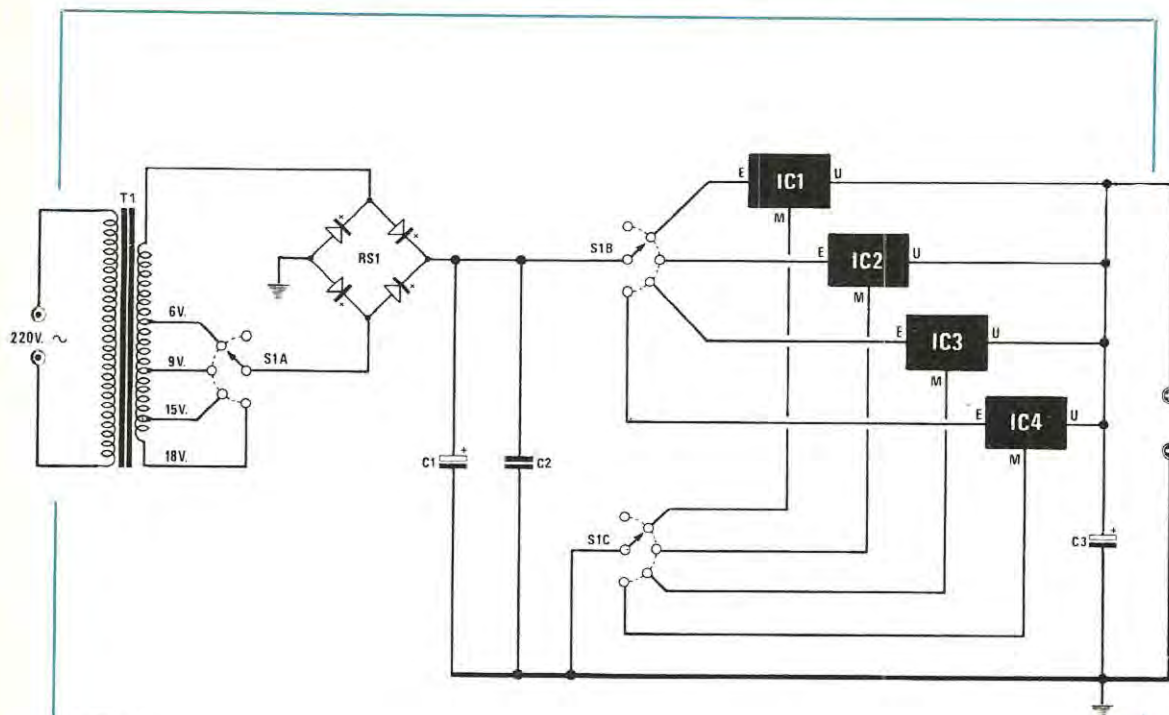 T1
220V. ~
6V.
9V.
15V.
18V.
S1A
RS1
C1
+
C2
S1B
E IC1 U
M
E IC2 U
M
E IC3 U
M
E IC4 U
M
S1C
C3
+